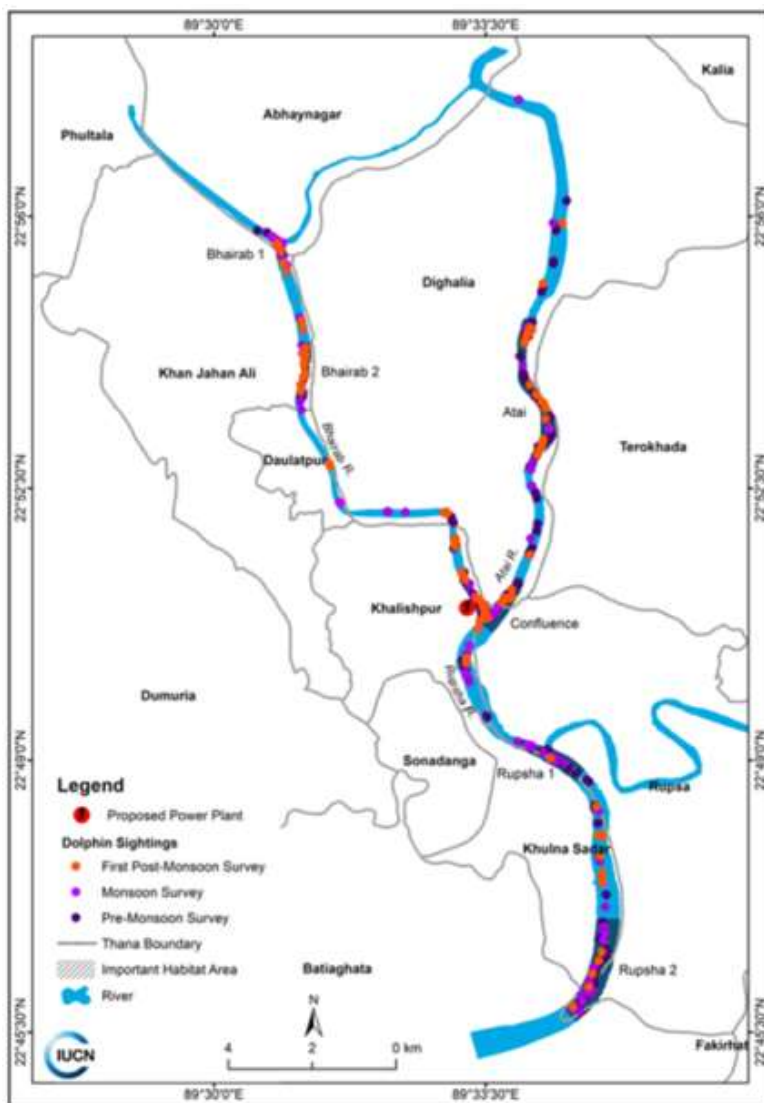 89°30'0"E
89°33'30"E
Kalia
Abhaynagar
Phultala
22°56'0"N
22°56'0"N
Bhairab 1
Dighalia
Khan Jahan Ali
Bhairab 2
Atai
Bhairab R.
Terokhada
Daulatpur
22°52'30"N
22°52'30"N
Atai R.
Khalishpur
Confluence
Rupsha R.
Dumuria
22°49'0"N
22°49'0"N
Sonadanga
Rupsha 1
Rupsa
Legend
Proposed Power Plant
Dolphin Sightings
First Post-Monsoon Survey
Monsoon Survey
Pre-Monsoon Survey
Thana Boundary
Important Habitat Area
River
Khulna Sadar
Batiaghata
Rupsha 2
N
22°45'30"N
22°45'30"N
Fakirhat
IUCN
4 2 0 km
89°30'0"E
89°33'30"E